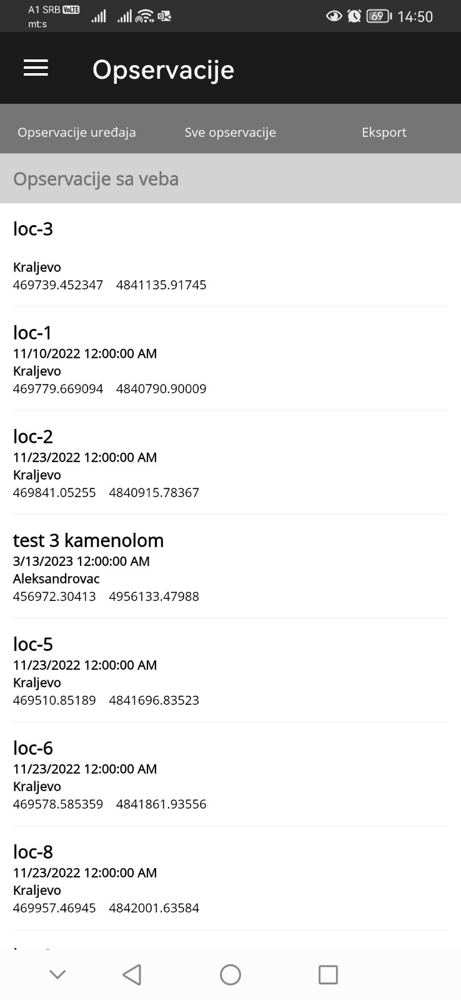 A1 SRB VoLTE
mt:s
69 14:50
Opservacije
Opservacije uređaja Sve opservacije Eksport
Opservacije sa veba
loc-3
Kraljevo
469739.452347 4841135.91745
loc-1
11/10/2022 12:00:00 AM
Kraljevo
469779.669094 4840790.90009
loc-2
11/23/2022 12:00:00 AM
Kraljevo
469841.05255 4840915.78367
test 3 kamenolom
3/13/2023 12:00:00 AM
Aleksandrovac
456972.30413 4956133.47988
loc-5
11/23/2022 12:00:00 AM
Kraljevo
469510.85189 4841696.83523
loc-6
11/23/2022 12:00:00 AM
Kraljevo
469578.585359 4841861.93556
loc-8
11/23/2022 12:00:00 AM
Kraljevo
469957.46945 4842001.63584